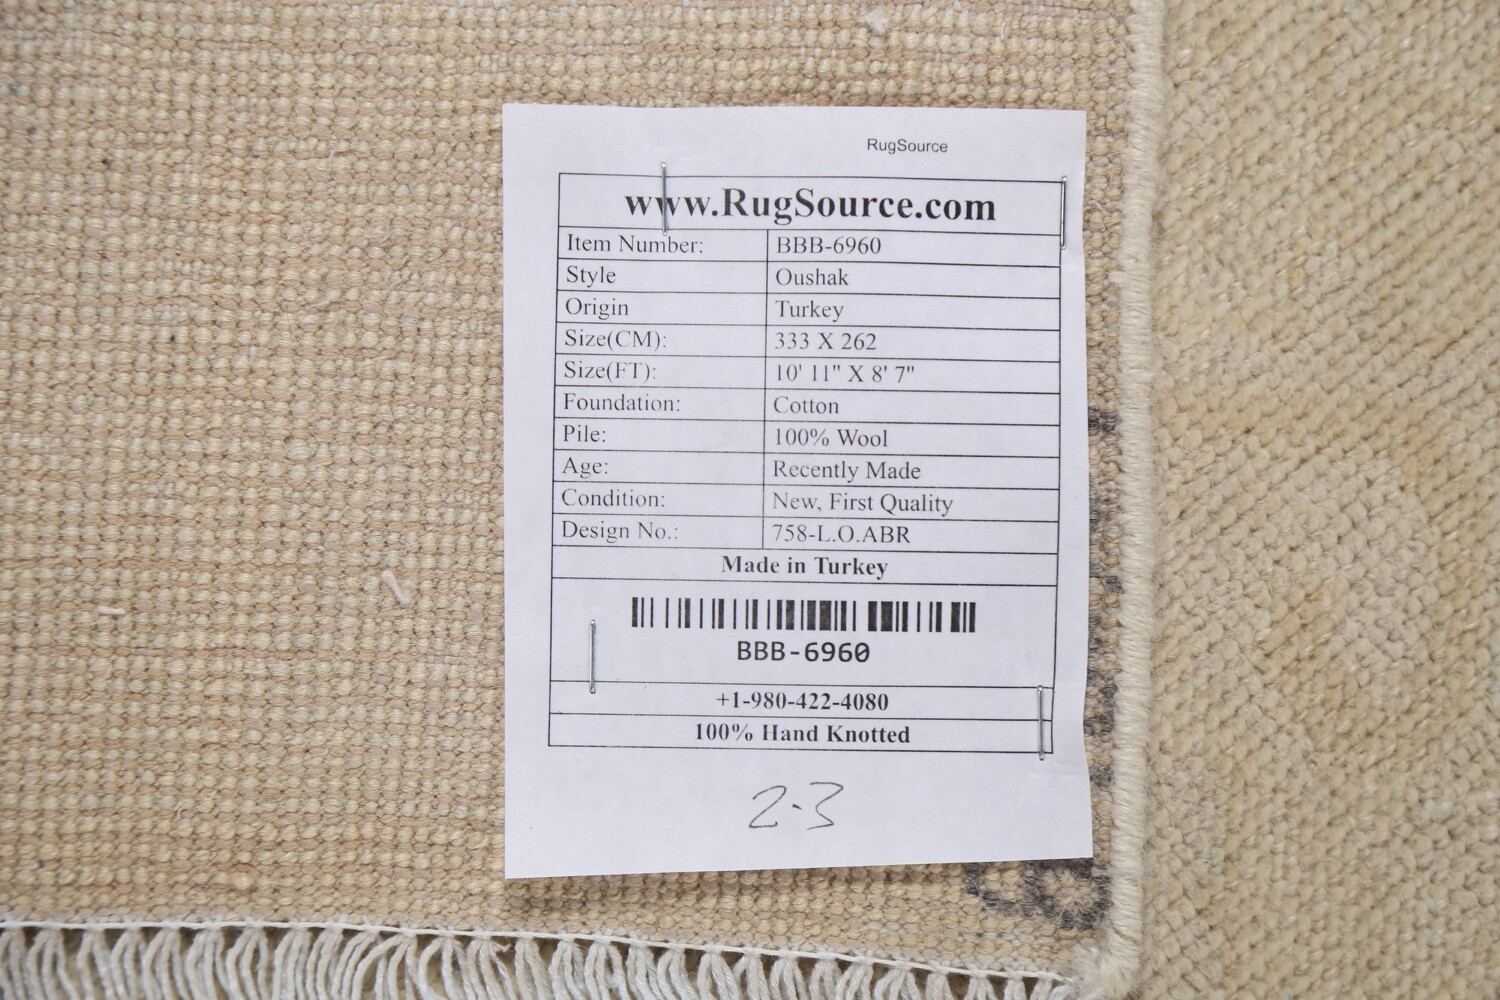 RugSource
www.RugSource.com
Item Number: BBB-6960
Style Oushak
Origin Turkey
Size(CM): 333 X 262
Size(FT): 10' 11" X 8' 7"
Foundation: Cotton
Pile: 100% Wool
Age: Recently Made
Condition: New, First Quality
Design No.: 758-L.O.ABR
Made in Turkey
BBB-6960
+1-980-422-4080
100% Hand Knotted
2-3